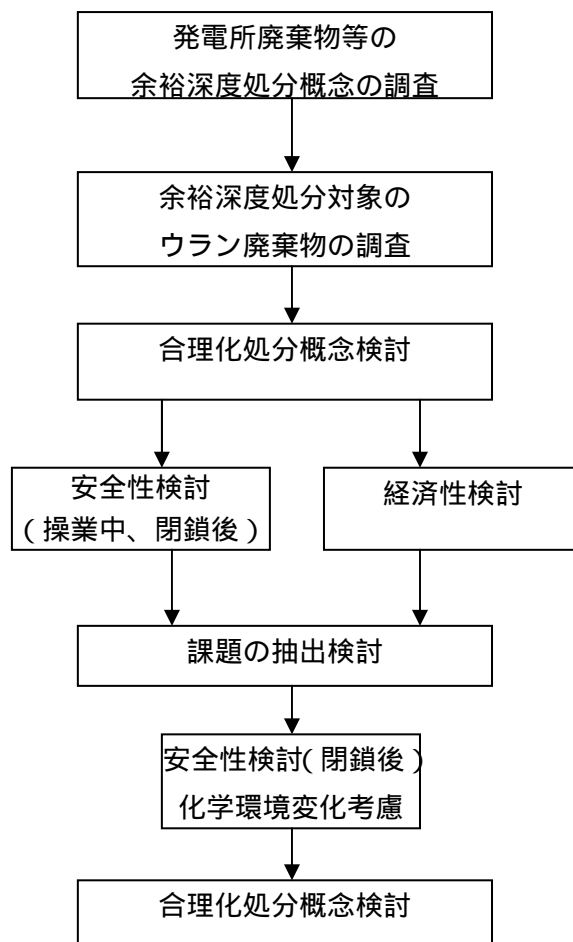 発電所廃棄物等の
余裕深度処分概念の調査
余裕深度処分対象の
ウラン廃棄物の調査
合理化処分概念検討
安全性検討
（操業中、閉鎖後）
経済性検討
課題の抽出検討
安全性検討（閉鎖後）
化学環境変化考慮
合理化処分概念検討